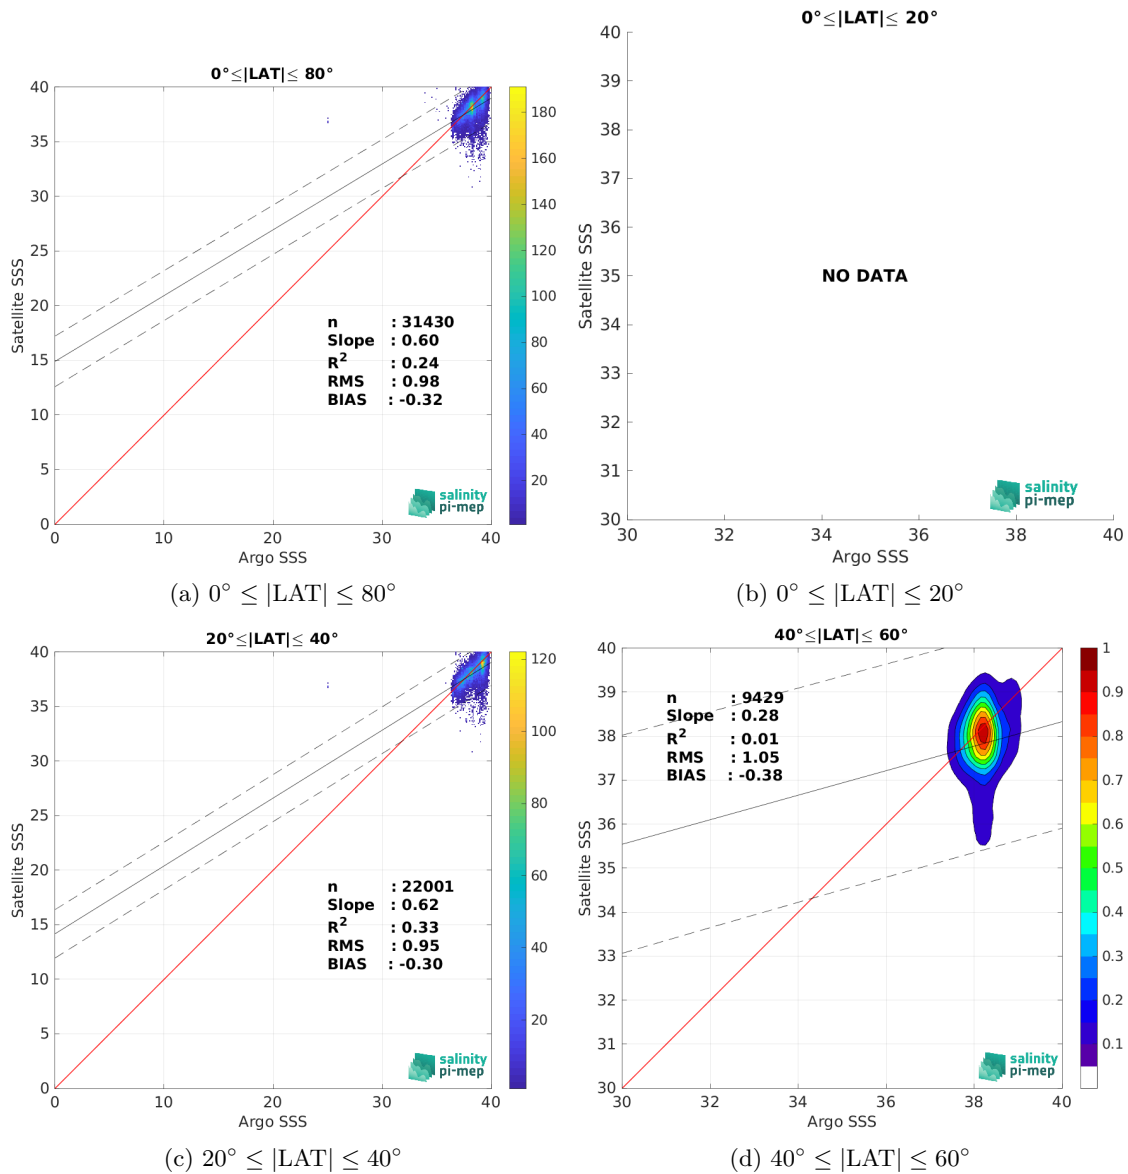 0°≤|LAT|≤ 80°
40
35
30
25
20
15
10
5
0
0
10
20
30
40
Satellite SSS
Argo SSS
n : 31430
Slope : 0.60
R2 : 0.24
RMS : 0.98
BIAS : -0.32
180
160
140
120
100
80
60
40
20
salinity
pi-mep
(a) 0° ≤ |LAT| ≤ 80°
0°≤|LAT|≤ 20°
40
39
38
37
36
35
34
33
32
31
30
30
32
34
36
38
40
Satellite SSS
Argo SSS
NO DATA
salinity
pi-mep
(b) 0° ≤ |LAT| ≤ 20°
20°≤|LAT|≤ 40°
40
35
30
25
20
15
10
5
0
0
10
20
30
40
Satellite SSS
Argo SSS
n : 22001
Slope : 0.62
R2 : 0.33
RMS : 0.95
BIAS : -0.30
120
100
80
60
40
20
salinity
pi-mep
(c) 20° ≤ |LAT| ≤ 40°
40°≤|LAT|≤ 60°
40
39
38
37
36
35
34
33
32
31
30
30
32
34
36
38
40
Satellite SSS
Argo SSS
n : 9429
Slope : 0.28
R2 : 0.01
RMS : 1.05
BIAS : -0.38
1
0.9
0.8
0.7
0.6
0.5
0.4
0.3
0.2
0.1
salinity
pi-mep
(d) 40° ≤ |LAT| ≤ 60°